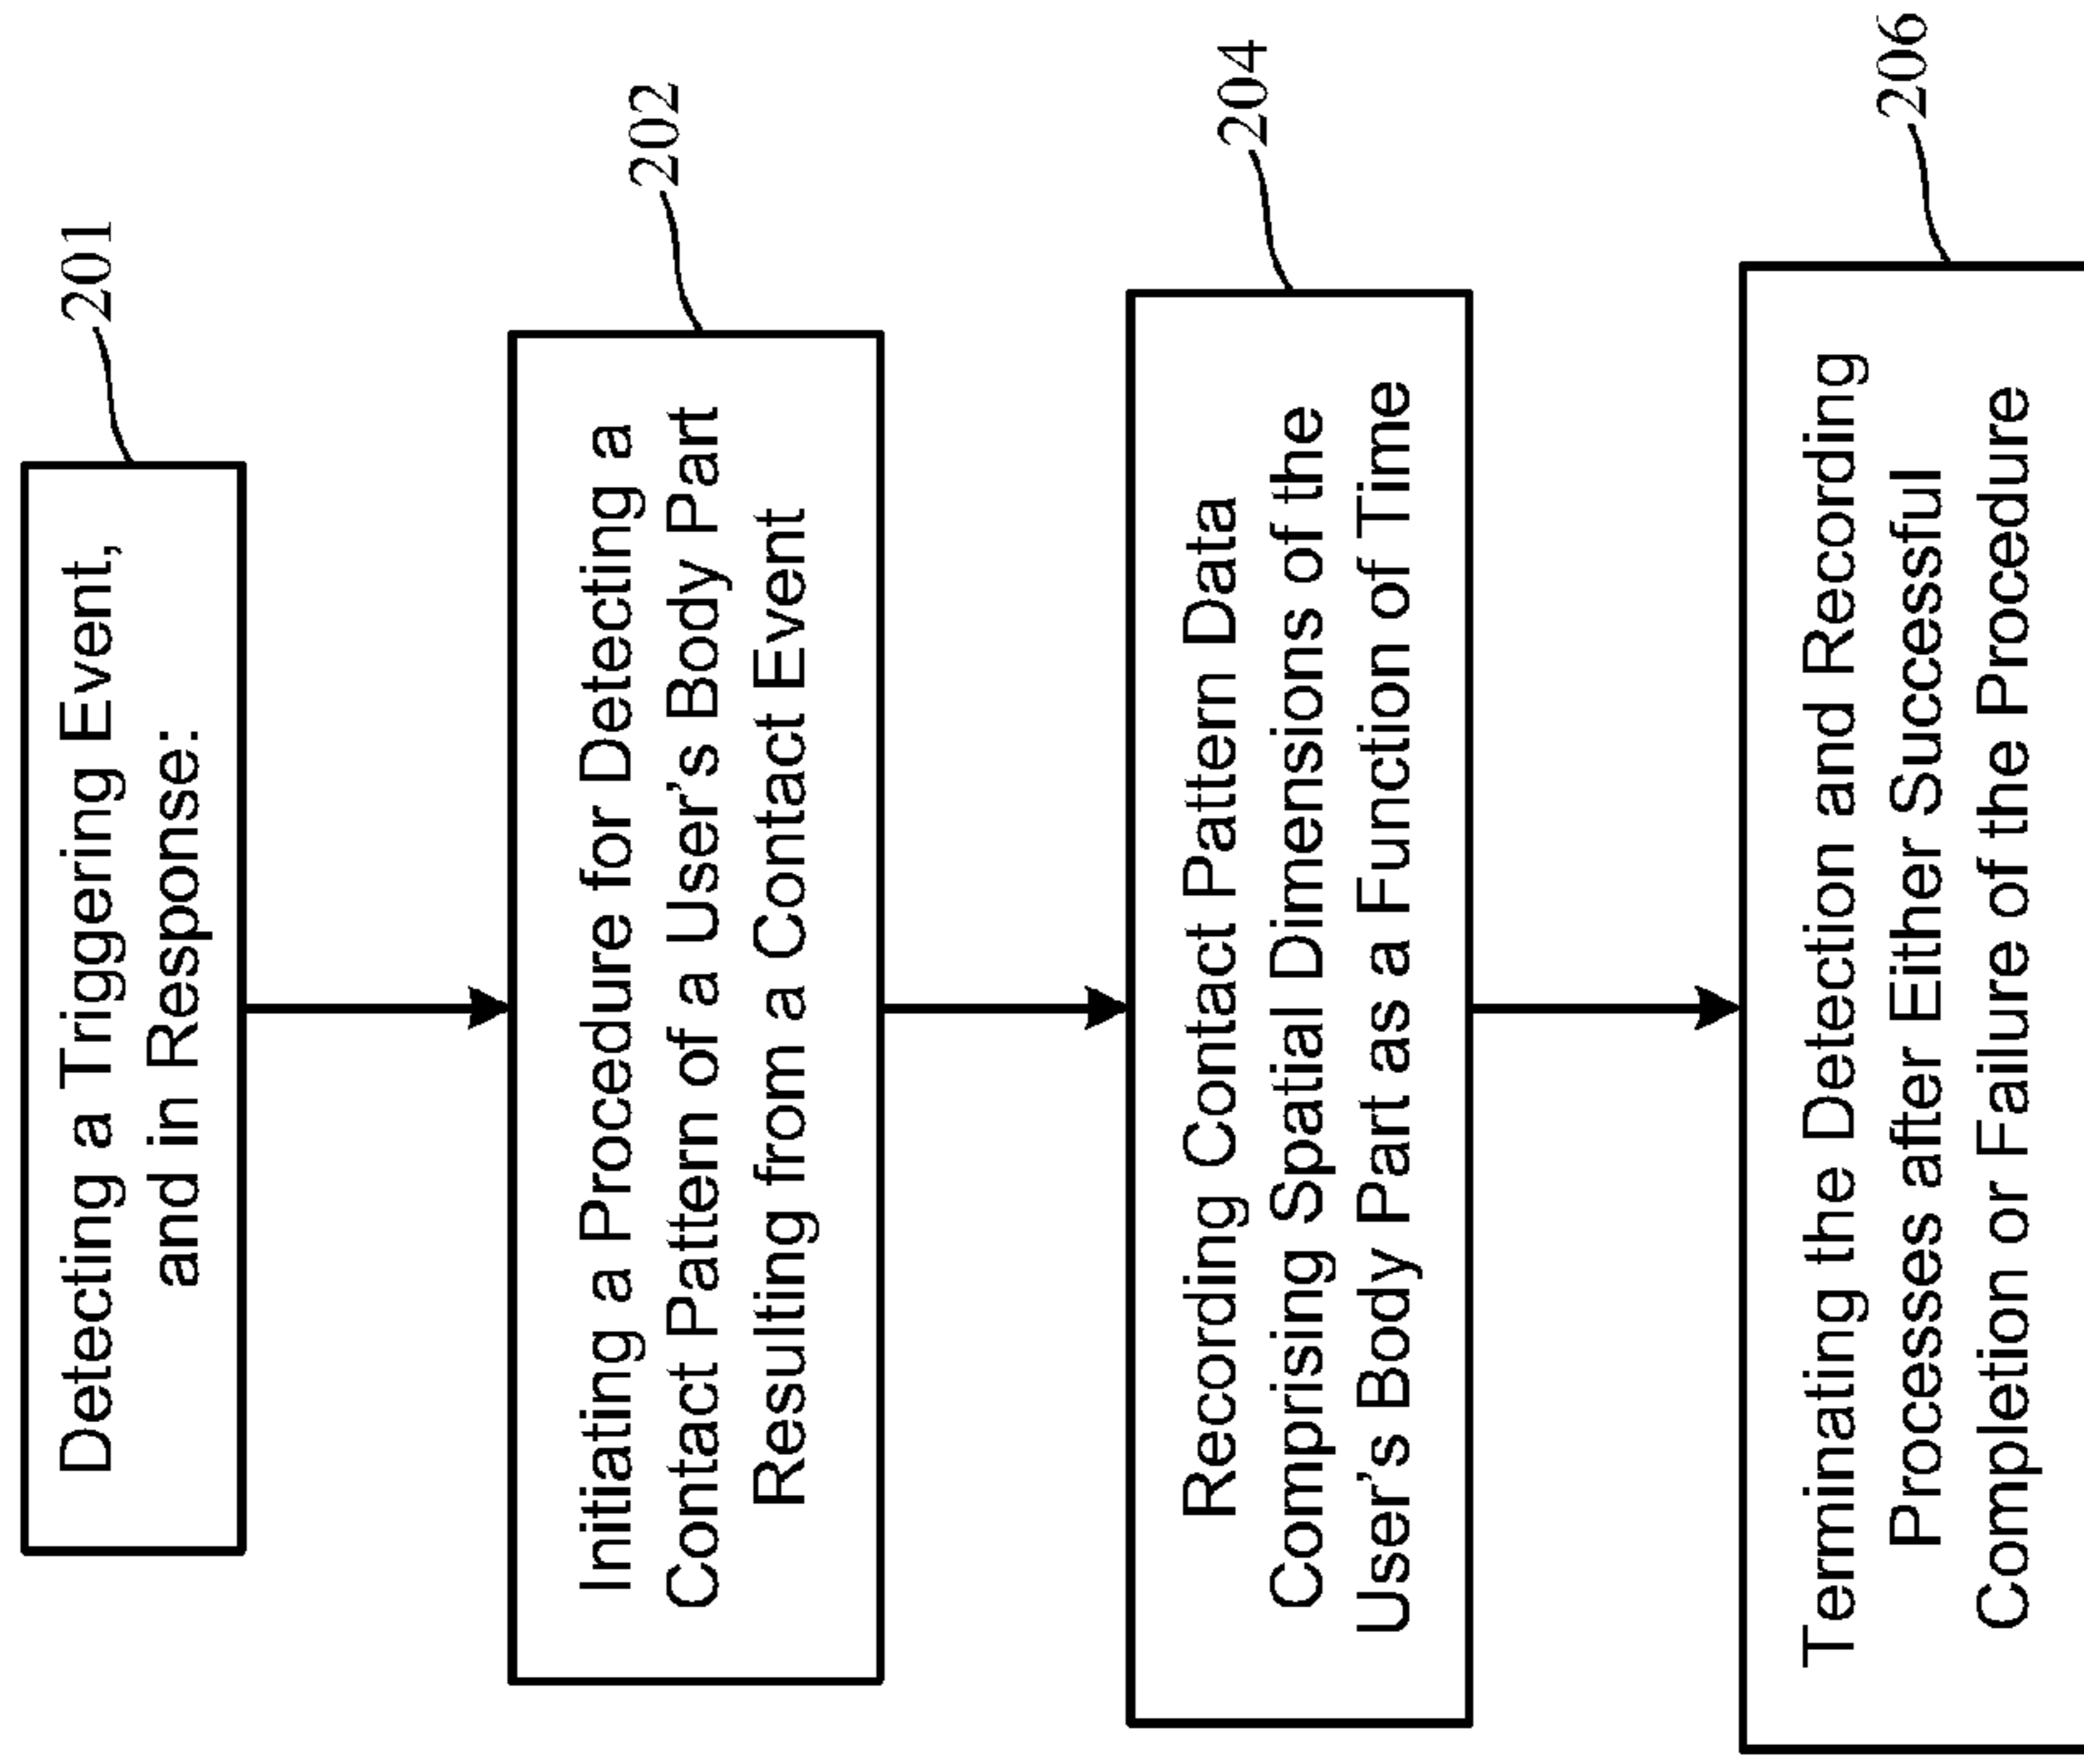 201
Detecting a Triggering Event,
and in Response:
202
Initiating a Procedure for Detecting a
Contact Pattern of a User's Body Part
Resulting from a Contact Event
204
Recording Contact Pattern Data
Comprising Spatial Dimensions of the
User's Body Part as a Function of Time
206
Terminating the Detection and Recording
Processes after Either Successful
Completion or Failure of the Procedure